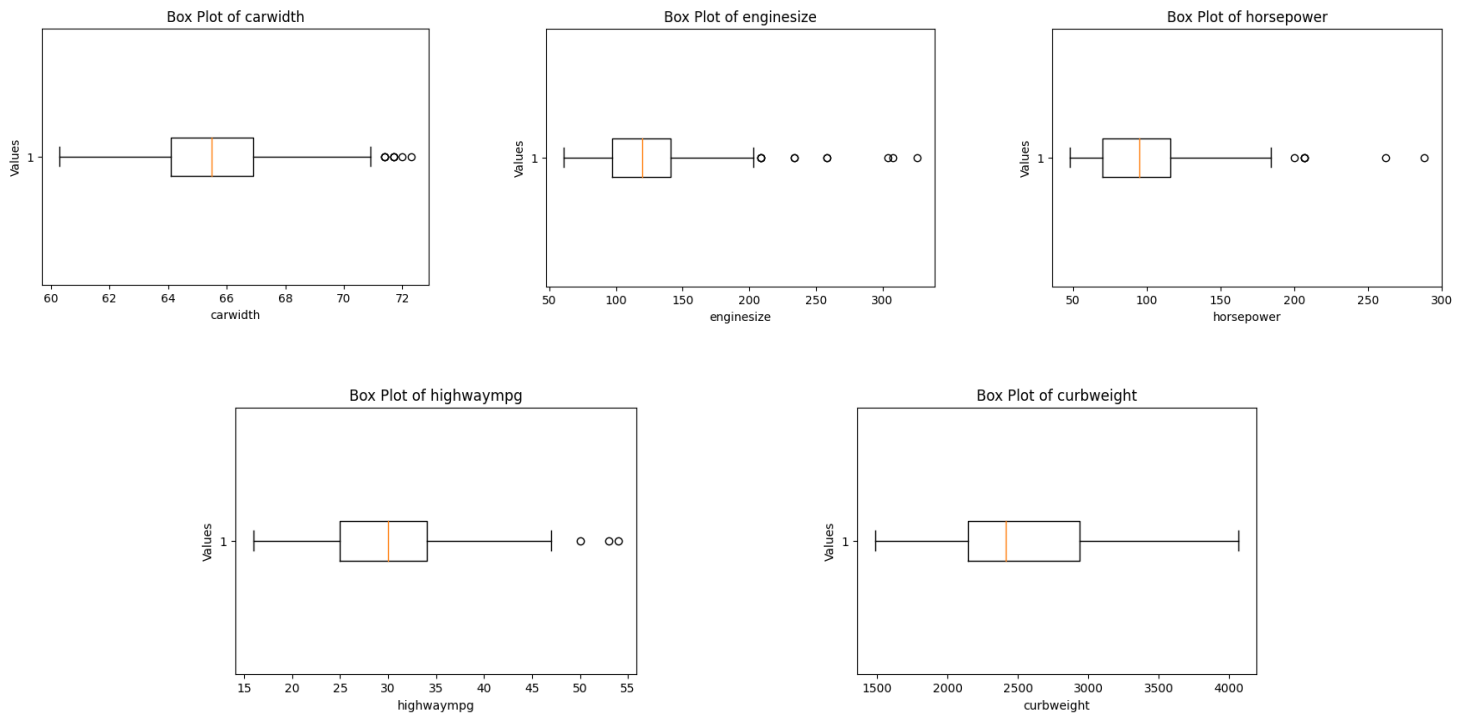 Box Plot of carwidth
Values
1
60 62 64 66 68 70 72
carwidth
Box Plot of enginesize
Values
1
50 100 150 200 250 300
enginesize
Box Plot of horsepower
Values
1
50 100 150 200 250 300
horsepower
Box Plot of highwaympg
Values
1
15 20 25 30 35 40 45 50 55
highwaympg
Box Plot of curbweight
Values
1
1500 2000 2500 3000 3500 4000
curbweight